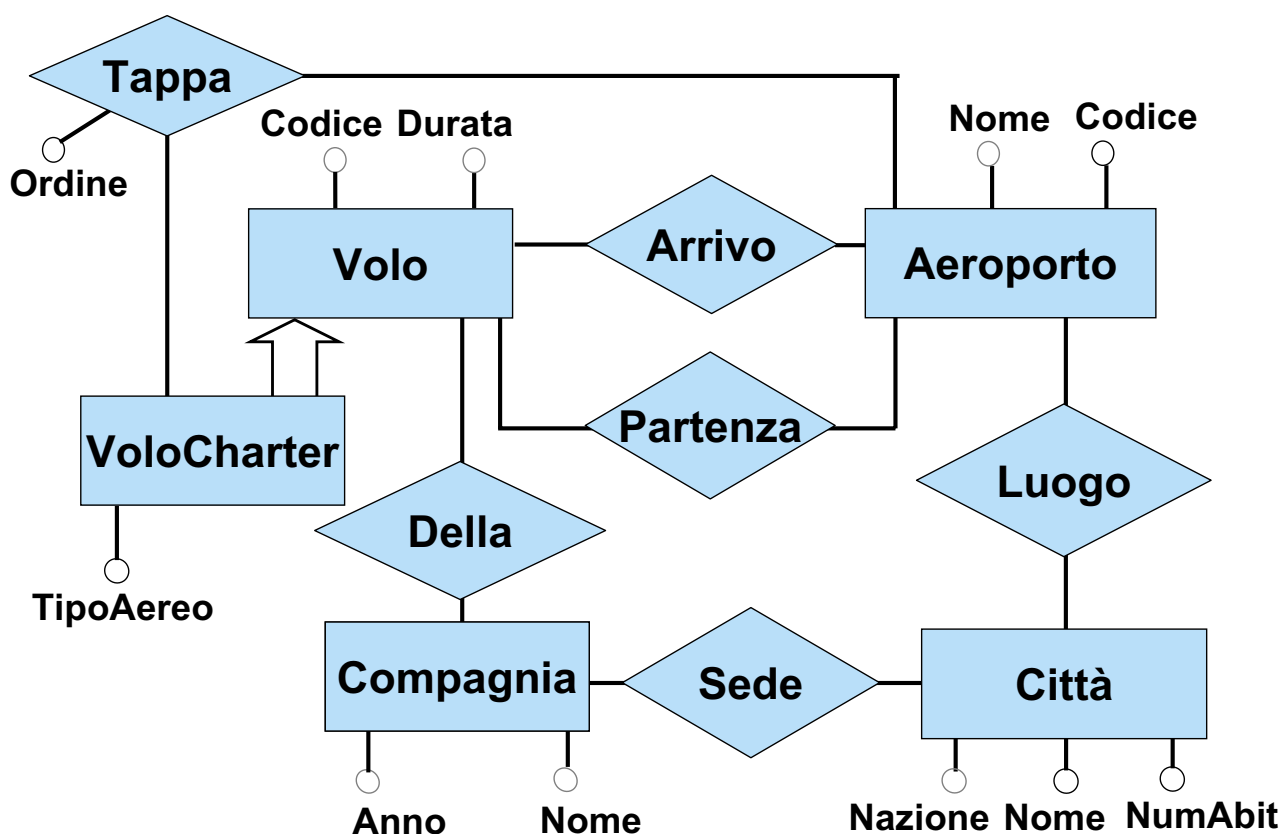 Tappa
Codice Durata
Nome Codice
Ordine
Volo
Arrivo
Aeroporto
VoloCharter
Partenza
Luogo
Della
TipoAereo
Compagnia
Sede
Città
Anno
Nome
Nazione Nome NumAbit